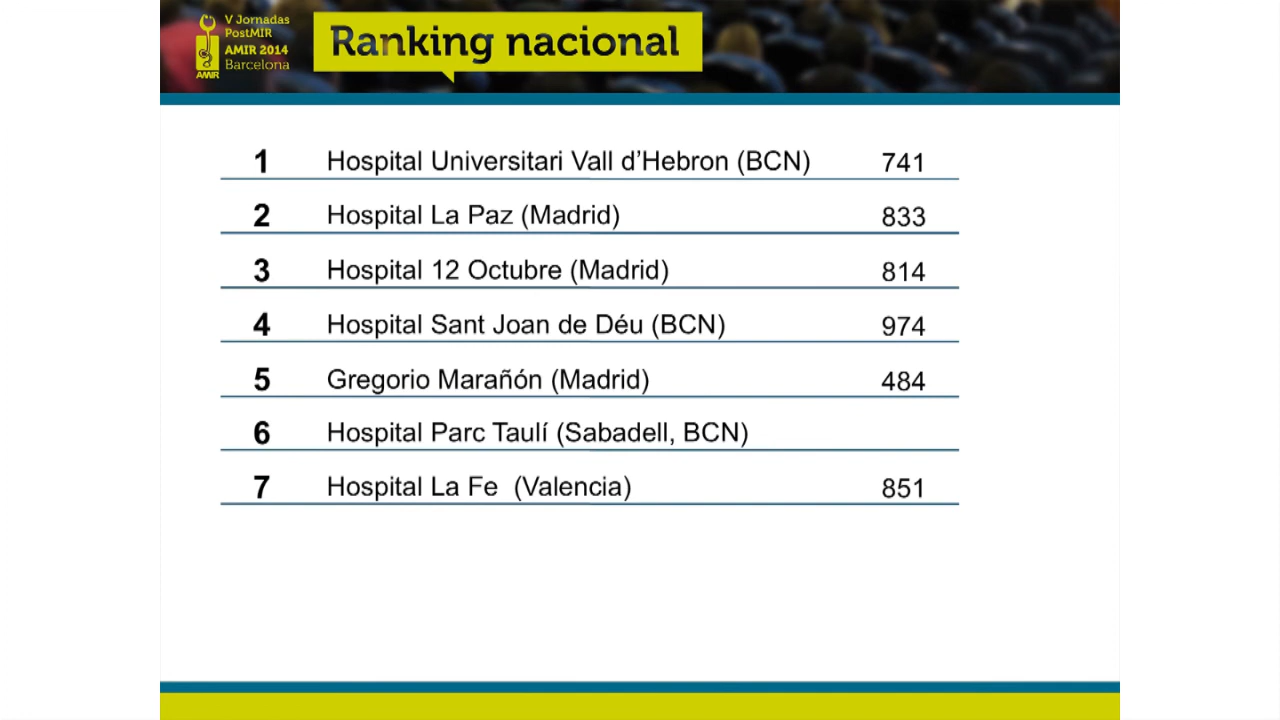 V Jornadas
PostMIR
AMIR 2014
Barcelona
AMIR
Ranking nacional
1 Hospital Universitari Vall d’Hebron (BCN) 741
2 Hospital La Paz (Madrid) 833
3 Hospital 12 Octubre (Madrid) 814
4 Hospital Sant Joan de Déu (BCN) 974
5 Gregorio Marañón (Madrid) 484
6 Hospital Parc Taulí (Sabadell, BCN)
7 Hospital La Fe (Valencia) 851